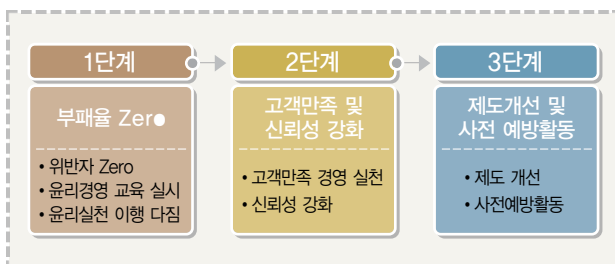 1단계
부패율 Zero
• 위반자 Zero
• 윤리경영 교육 실시
• 윤리실천 이행 다짐
2단계
고객만족 및
신뢰성 강화
• 고객만족 경영 실천
• 신뢰성 강화
3단계
제도개선 및
사전 예방활동
• 제도 개선
• 사전예방활동